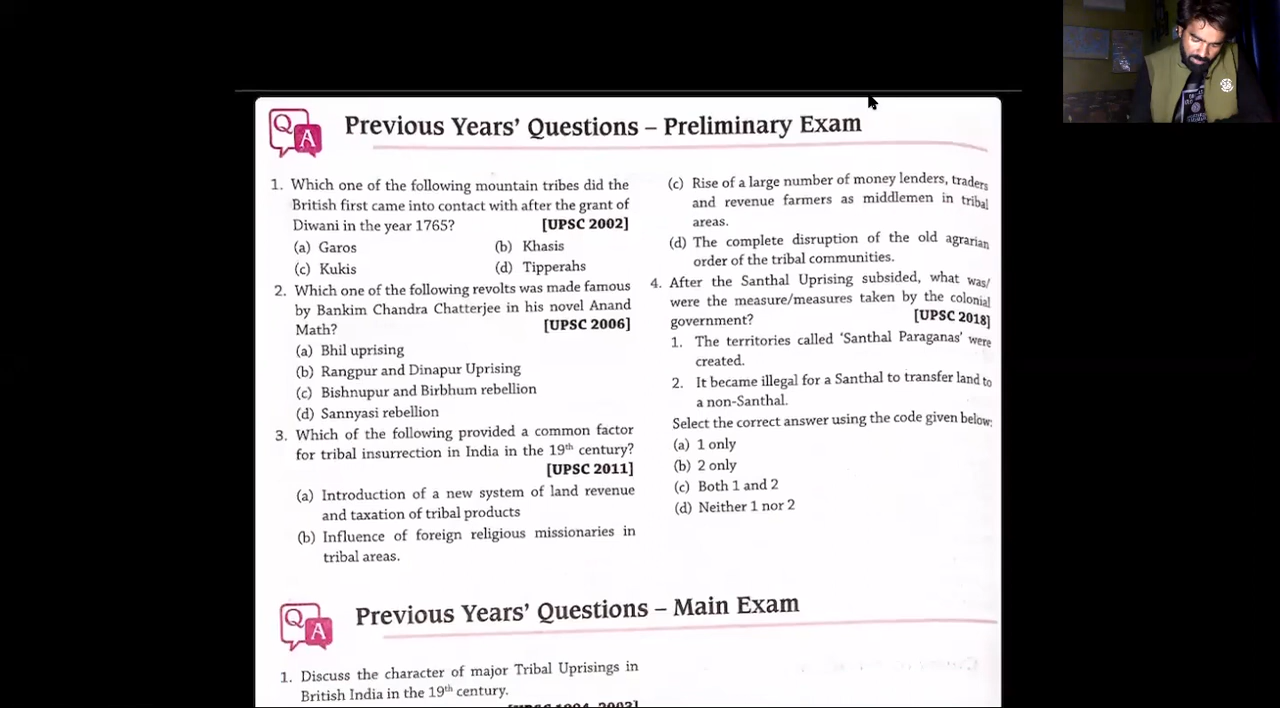 Q
A
Previous Years' Questions – Preliminary Exam
1. Which one of the following mountain tribes did the
British first came into contact with after the grant of
Diwani in the year 1765? [UPSC 2002]
(a) Garos (b) Khasis
(c) Kukis (d) Tipperahs
2. Which one of the following revolts was made famous
by Bankim Chandra Chatterjee in his novel Anand
Math? [UPSC 2006]
(a) Bhil uprising
(b) Rangpur and Dinapur Uprising
(c) Bishnupur and Birbhum rebellion
(d) Sannyasi rebellion
3. Which of the following provided a common factor
for tribal insurrection in India in the 19th century?
[UPSC 2011]
(a) Introduction of a new system of land revenue
and taxation of tribal products
(b) Influence of foreign religious missionaries in
tribal areas.
(c) Rise of a large number of money lenders, traders
and revenue farmers as middlemen in tribal
areas.
(d) The complete disruption of the old agrarian
order of the tribal communities.
4. After the Santhal Uprising subsided, what was/
were the measure/measures taken by the colonial
government? [UPSC 2018]
1. The territories called 'Santhal Paraganas' were
created.
2. It became illegal for a Santhal to transfer land to
a non-Santhal.
Select the correct answer using the code given below:
(a) 1 only
(b) 2 only
(c) Both 1 and 2
(d) Neither 1 nor 2
Q
A
Previous Years' Questions – Main Exam
1. Discuss the character of major Tribal Uprisings in
British India in the 19th century.